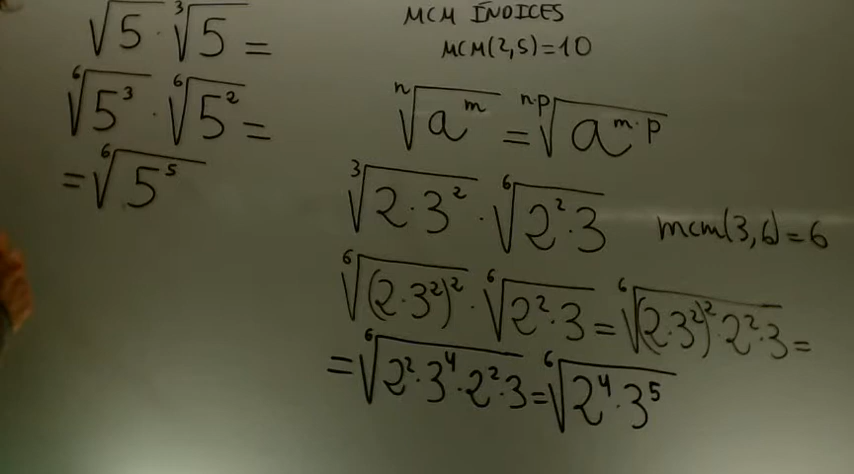 √5 · ∛5 =
⁶√5³ · ⁶√5² =
= ⁶√5⁵
MCM ÍNDICES
MCM(2,5)=10
ⁿ√aᵐ = ⁿ·ᵖ√aᵐ·ᵖ
³√2·3² · ⁶√2²·3 mcm(3,6)=6
⁶√(2·3²)² · ⁶√2²·3 = ⁶√(2·3²)²·2²·3 =
= ⁶√2²·3⁴·2²·3 = ⁶√2⁴·3⁵